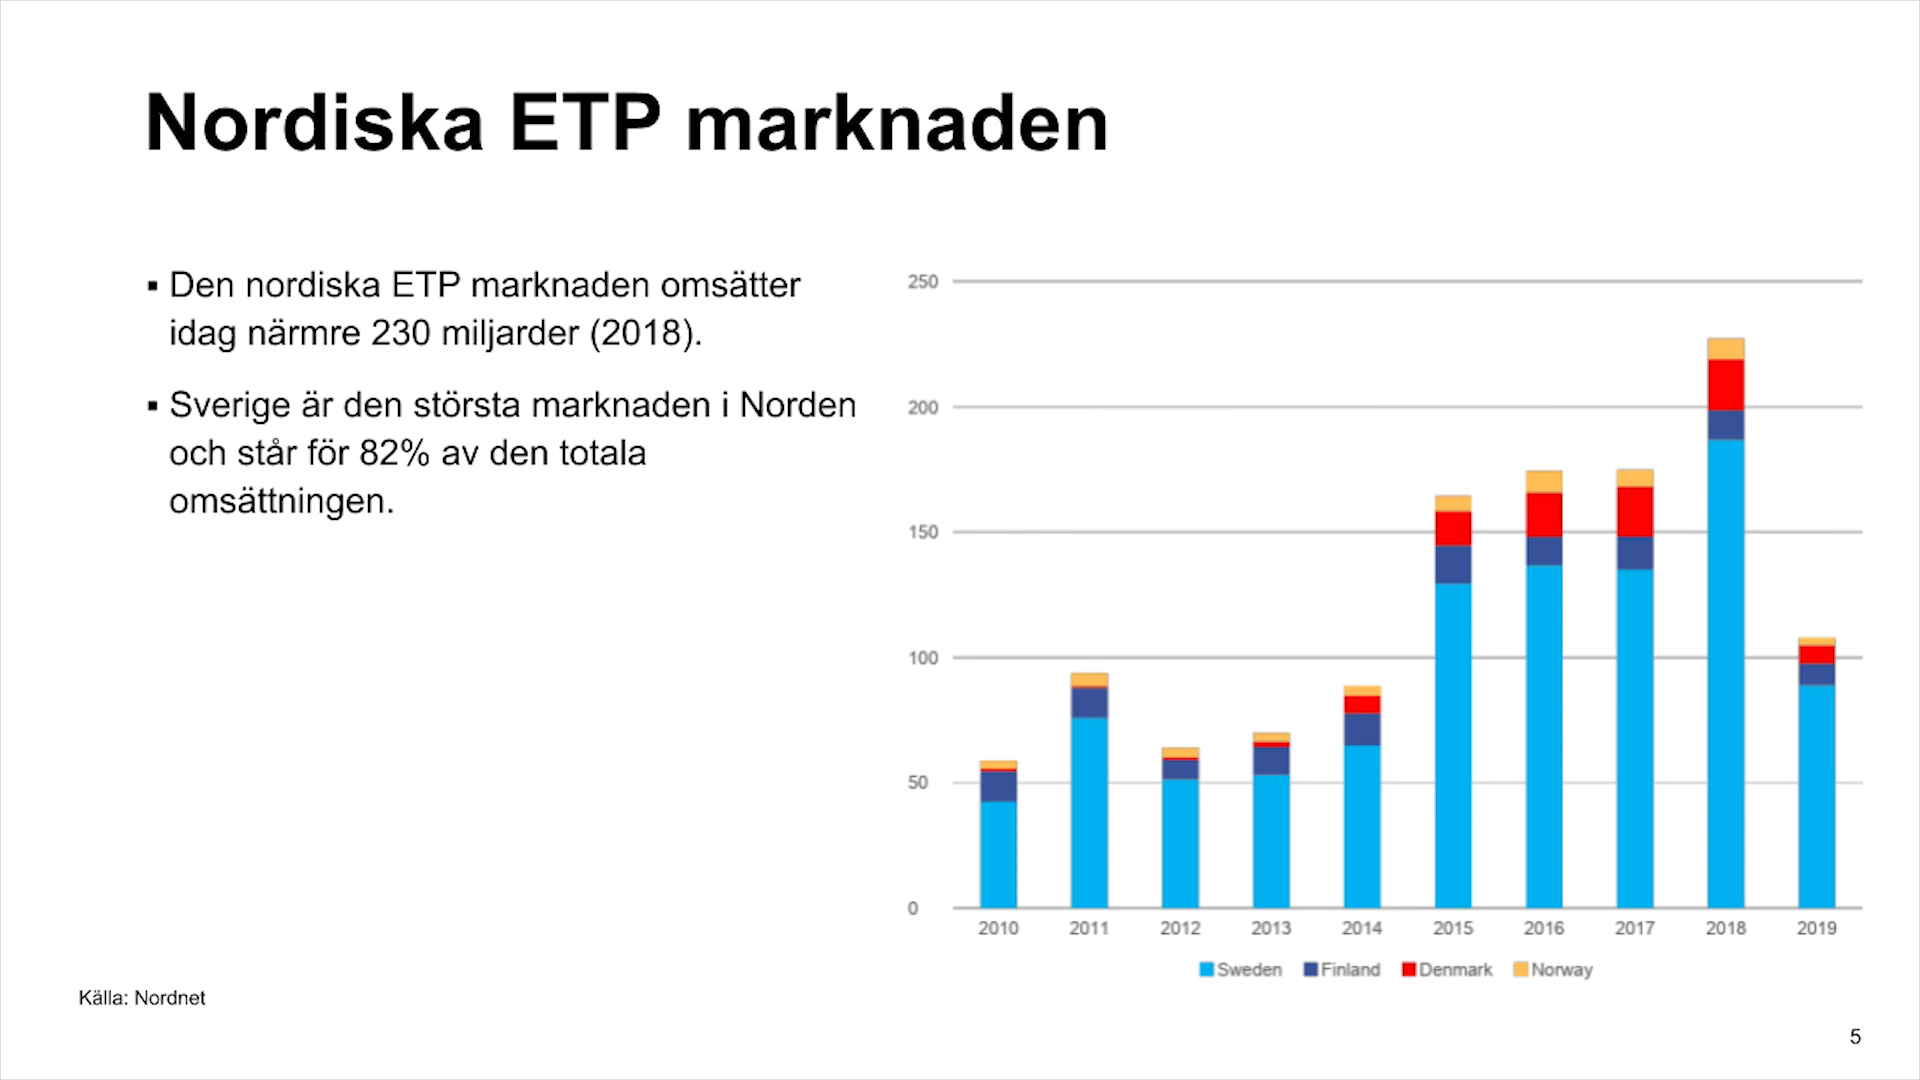 Nordiska ETP marknaden
▪ Den nordiska ETP marknaden omsätter
idag närmre 230 miljarder (2018).
▪ Sverige är den största marknaden i Norden
och står för 82% av den totala
omsättningen.
250
200
150
100
50
0
2010 2011 2012 2013 2014 2015 2016 2017 2018 2019
Sweden Finland Denmark Norway
Källa: Nordnet
5